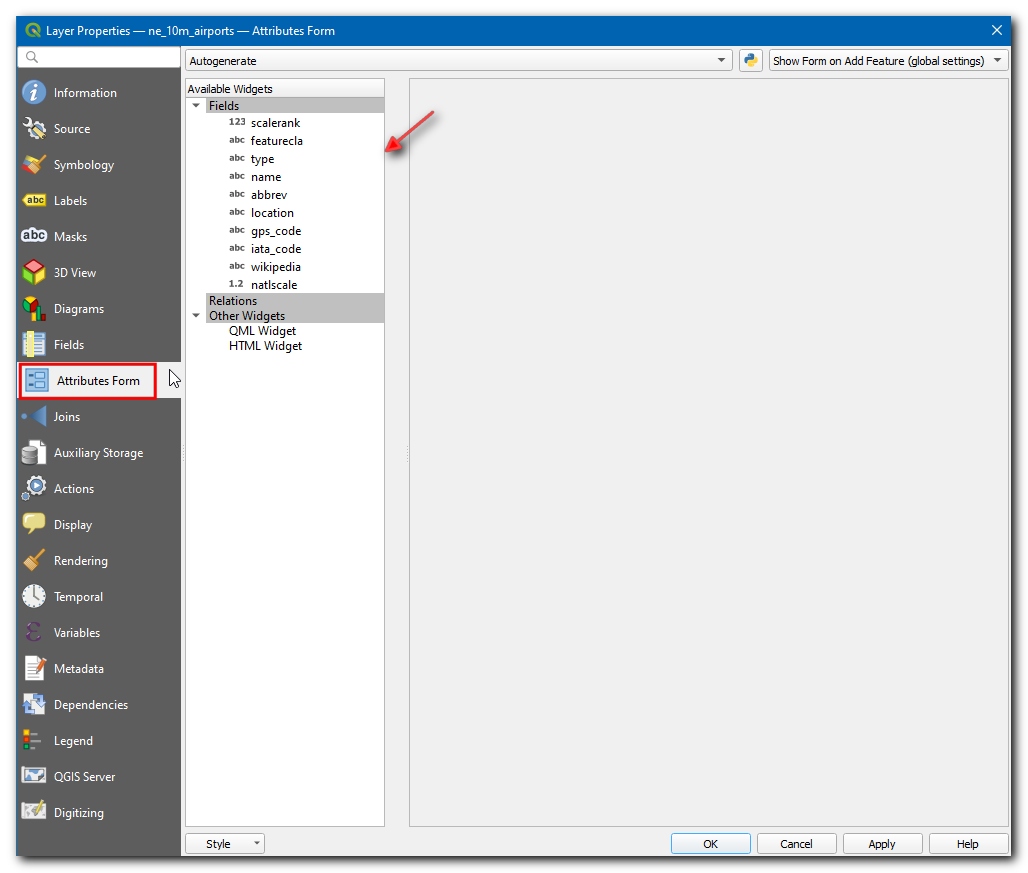 Layer Properties — ne_10m_airports — Attributes Form
Autogenerate
Show Form on Add Feature (global settings)
Information
Source
Symbology
abc Labels
abc Masks
3D View
Diagrams
Fields
Attributes Form
Joins
Auxiliary Storage
Actions
Display
Rendering
Temporal
Variables
Metadata
Dependencies
Legend
QGIS Server
Digitizing
Available Widgets
Fields
123 scalerank
abc featurecla
abc type
abc name
abc abbrev
abc location
abc gps_code
abc iata_code
abc wikipedia
1.2 natlscale
Relations
Other Widgets
QML Widget
HTML Widget
Style
OK
Cancel
Apply
Help